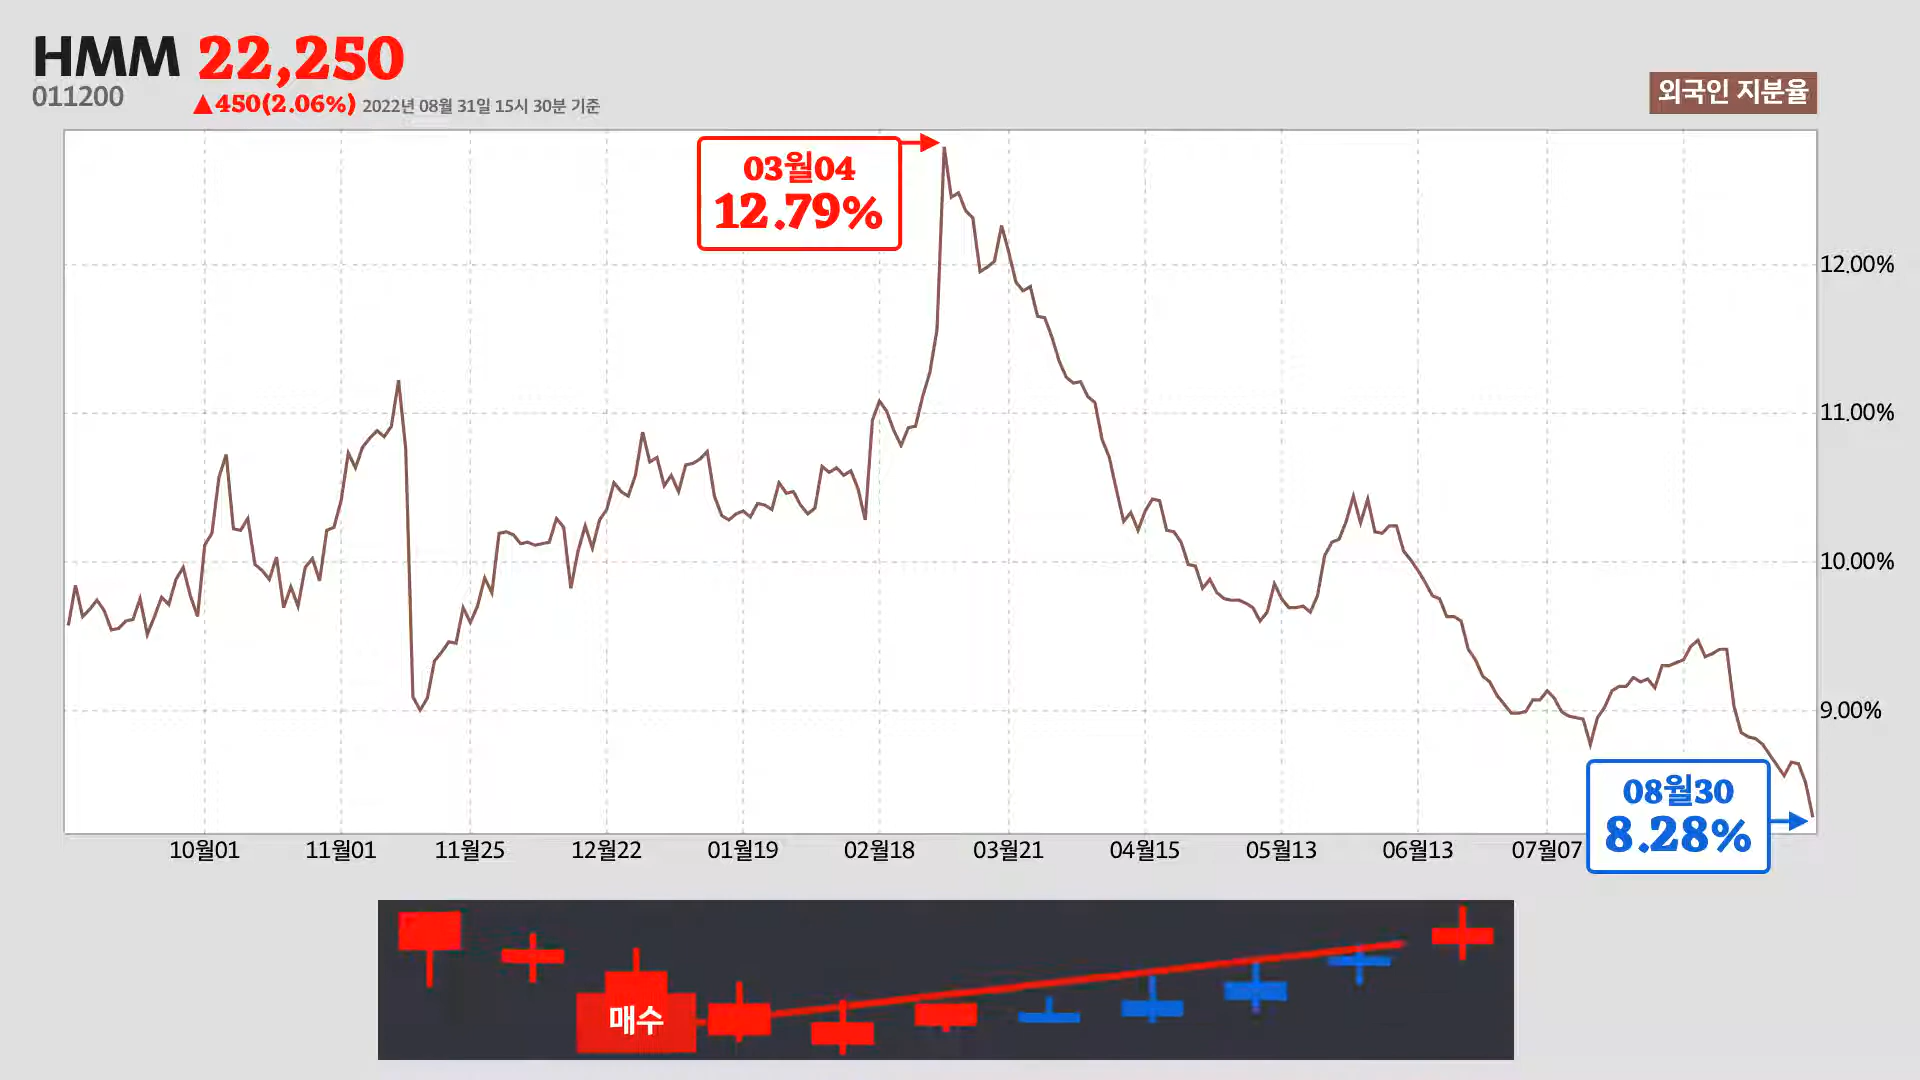 HMM 22,250
011200
▲450(2.06%) 2022년 08월 31일 15시 30분 기준
외국인 지분율
03월04
12.79%
12.00%
11.00%
10.00%
9.00%
08월30
8.28%
10월01 11월01 11월25 12월22 01월19 02월18 03월21 04월15 05월13 06월13 07월07
매수